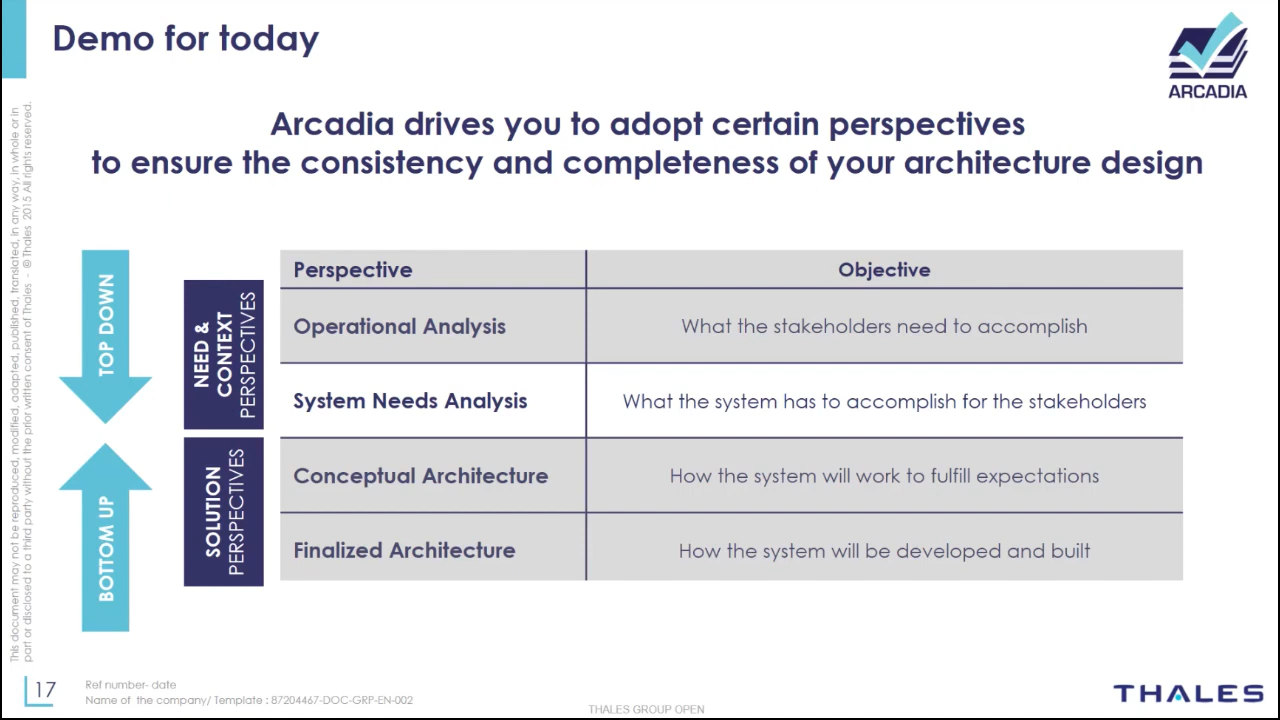 Demo for today
ARCADIA
Arcadia drives you to adopt certain perspectives
to ensure the consistency and completeness of your architecture design
This document may not be reproduced, modified, adapted, published, translated, in any way, in whole or in
part or disclosed to a third party without the prior written consent of Thales - @ Thales 2015 All rights reserved.
TOP DOWN
BOTTOM UP
NEED &
CONTEXT
PERSPECTIVES
SOLUTION
PERSPECTIVES
Perspective Objective
Operational Analysis What the stakeholders need to accomplish
System Needs Analysis What the system has to accomplish for the stakeholders
Conceptual Architecture How the system will work to fulfill expectations
Finalized Architecture How the system will be developed and built
17
Ref number- date
Name of the company/ Template : 87204467-DOC-GRP-EN-002
THALES GROUP OPEN
THALES